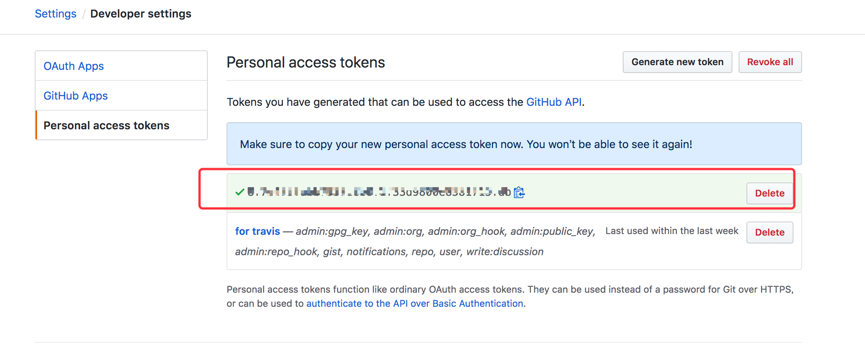 Settings / Developer settings
OAuth Apps
GitHub Apps
Personal access tokens
Personal access tokens
Generate new token
Revoke all
Tokens you have generated that can be used to access the GitHub API.
Make sure to copy your new personal access token now. You won't be able to see it again!
Delete
for travis — admin:gpg_key, admin:org, admin:org_hook, admin:public_key,
admin:repo_hook, gist, notifications, repo, user, write:discussion
Last used within the last week
Delete
Personal access tokens function like ordinary OAuth access tokens. They can be used instead of a password for Git over HTTPS,
or can be used to authenticate to the API over Basic Authentication.